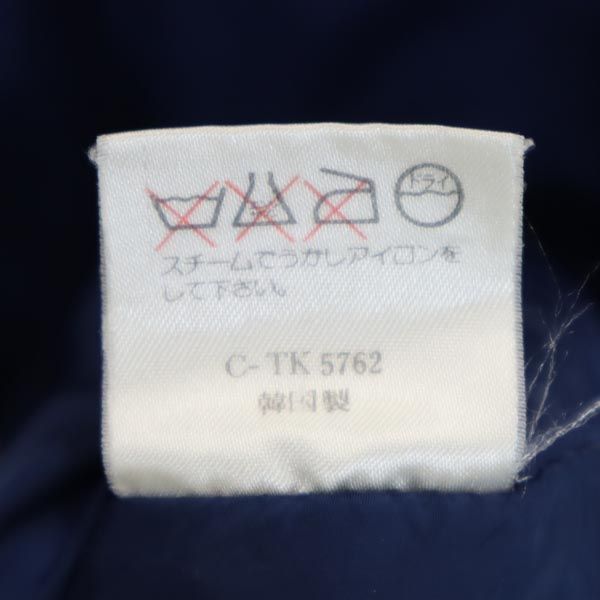 ドライ
スチームでうかしアイロンを
して下さい。
C-TK 5762
韓国製